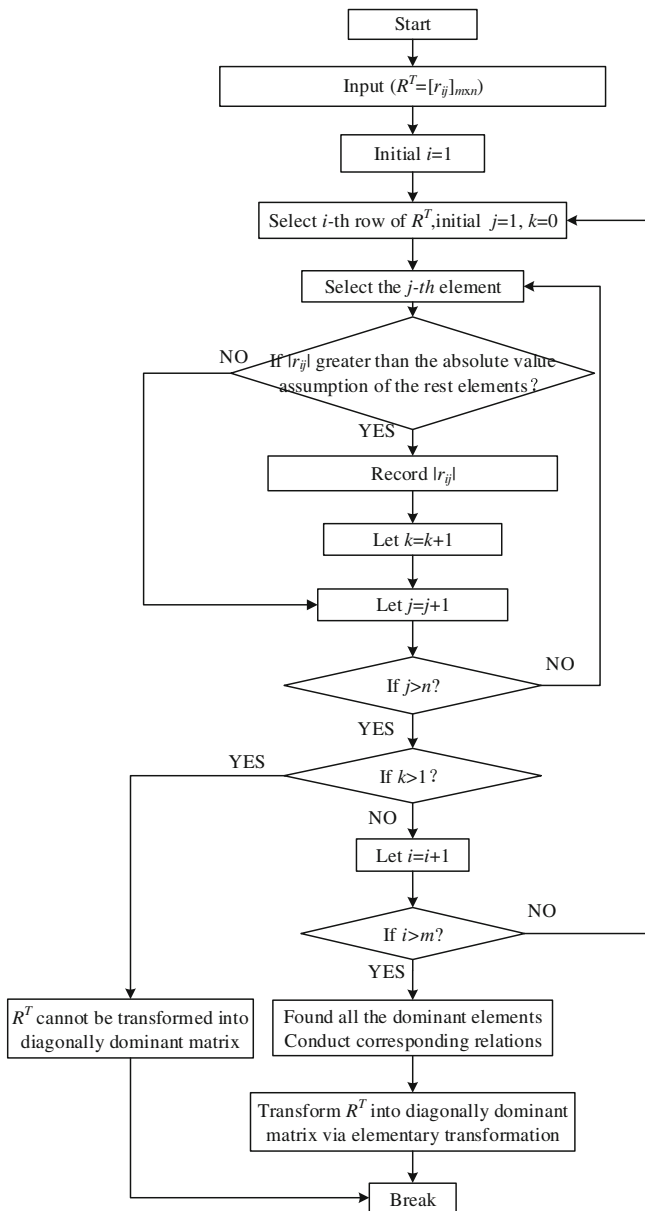 Start
Input (R^T=[r_ij]_m×n)
Initial i=1
Select i-th row of R^T,initial j=1, k=0
Select the j-th element
NO
If |r_ij| greater than the absolute value
assumption of the rest elements?
YES
Record |r_ij|
Let k=k+1
Let j=j+1
NO
If j>n?
YES
YES
If k>1?
NO
Let i=i+1
NO
If i>m?
YES
R^T cannot be transformed into
diagonally dominant matrix
Found all the dominant elements
Conduct corresponding relations
Transform R^T into diagonally dominant
matrix via elementary transformation
Break